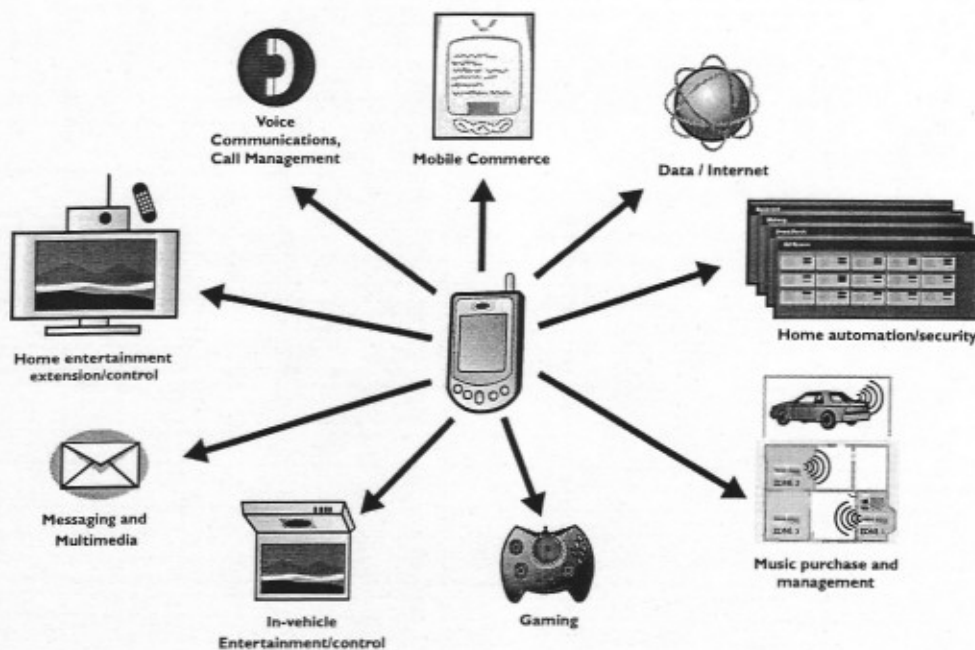 Voice
Communications,
Call Management
Mobile Commerce
Data / Internet
Home automation/security
Home entertainment
extension/control
Messaging and
Multimedia
In-vehicle
Entertainment/control
Gaming
Music purchase and
management